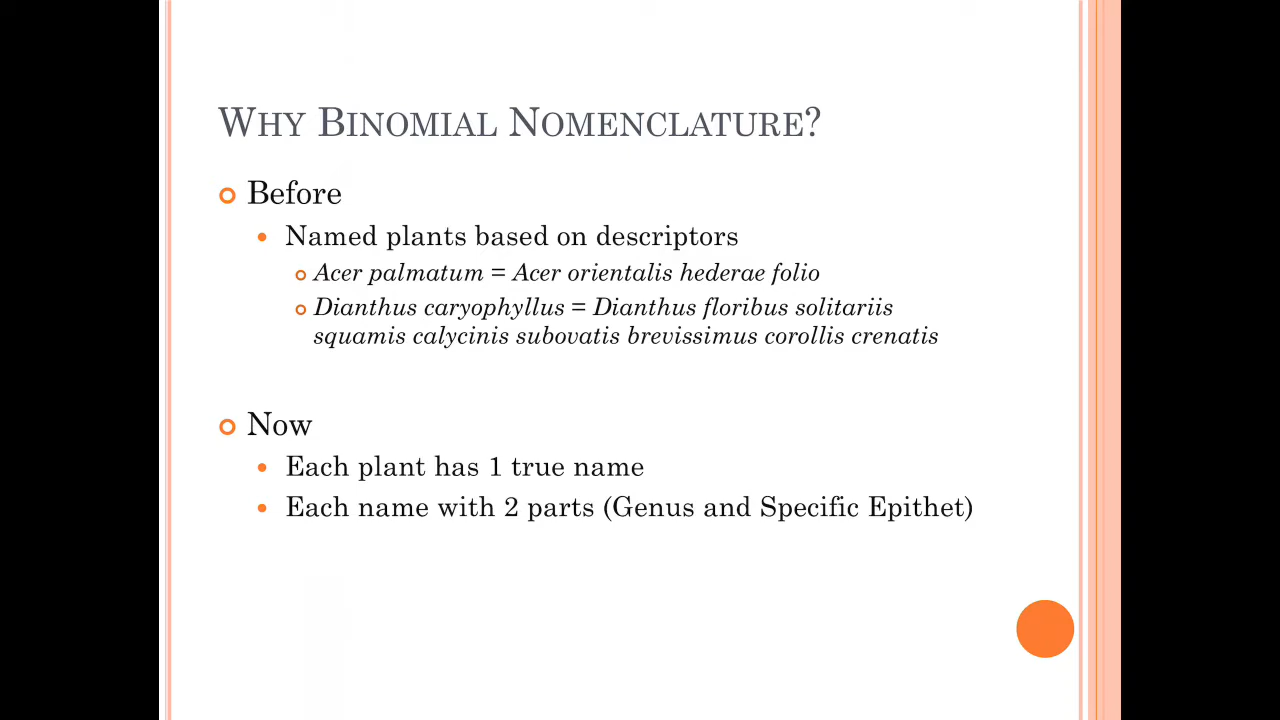 WHY BINOMIAL NOMENCLATURE?
Before
Named plants based on descriptors
Acer palmatum = Acer orientalis hederae folio
Dianthus caryophyllus = Dianthus floribus solitariis
squamis calycinis subovatis brevissimus corollis crenatis
Now
Each plant has 1 true name
Each name with 2 parts (Genus and Specific Epithet)